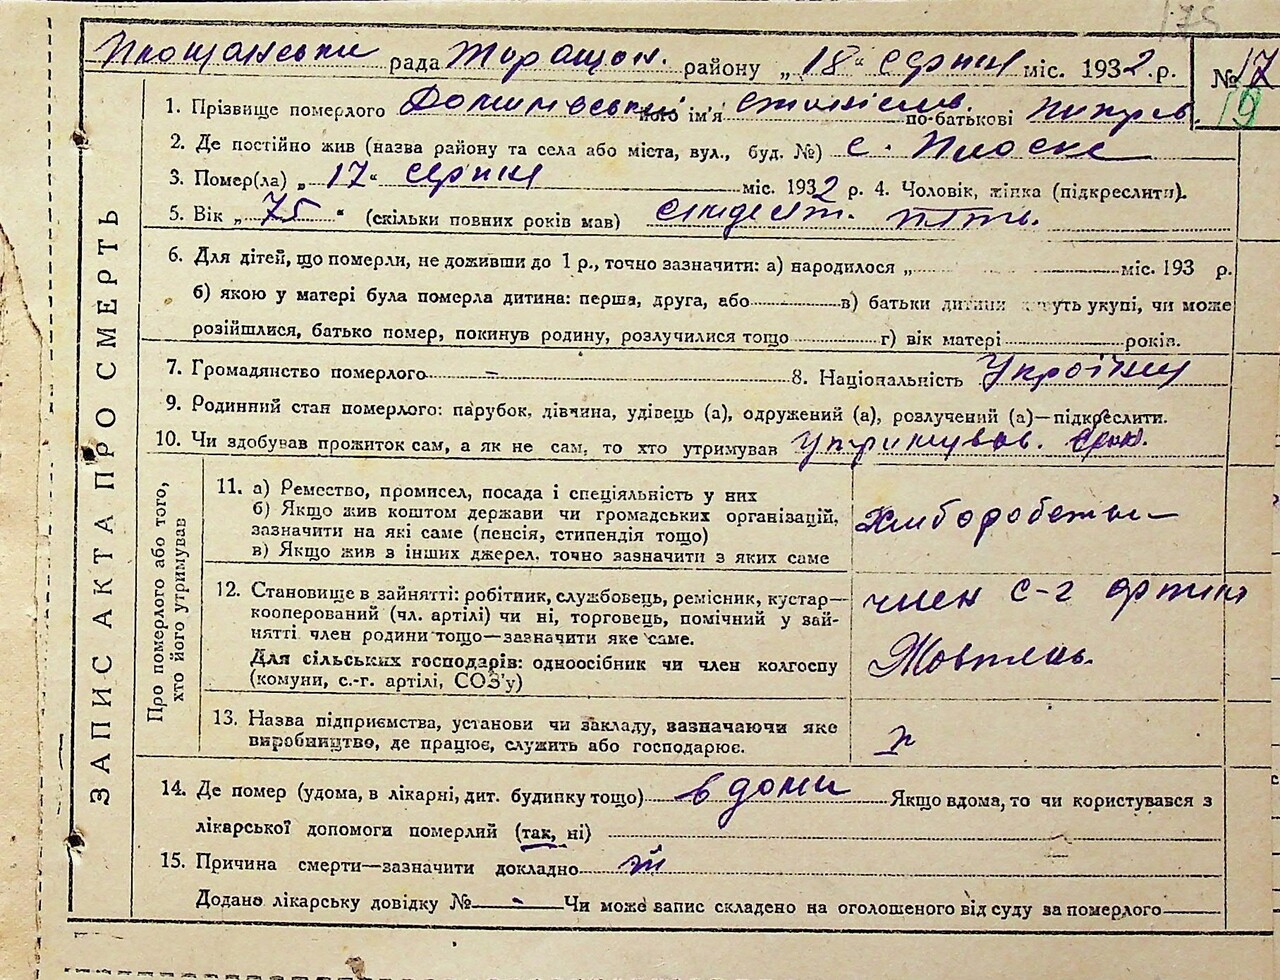 175
рада Торащан. району „ 18 “ серпня міс. 1932 р. № 17
19
1. Прізвище померлого ім'я по-батькові
2. Де постійно жив (назва району та села або міста, вул., буд. №) с. Плоске
3. Помер(ла) „ 17 “ серпня міс. 1932 р. 4. Чоловік, жінка (підкреслити).
5. Вік „ 75 “ (скільки повних років мав) сімдесят. пять.
6. Для дітей, що померли, не доживши до 1 р., точно зазначити: а) народилося „ міс. 193 р.
б) якою у матері була померла дитина: перша, друга, або в) батьки дитини живуть укупі, чи може
розійшлися, батько помер, покинув родину, розлучилися тощо г) вік матері років.
7. Громадянство померлого – 8. Національність України
9. Родинний стан померлого: парубок, дівчина, удівець (а), одружений (а), розлучений (а)—підкреслити.
10. Чи здобував прожиток сам, а як не сам, то хто утримував утримував.
ЗАПИС АКТА ПРО СМЕРТЬ
Про померлого або того,
хто його утримував
11. а) Ремество, промисел, посада і спеціяльність у них
б) Якщо жив коштом держави чи громадських організацій,
зазначити на які саме (пенсія, стипендія тощо)
в) Якщо жив з інших джерел, точно зазначити з яких саме
12. Становище в зайнятті: робітник, службовець, ремісник, кустар—
кооперований (чл. артілі) чи ні, торговець, помічний у зай-
нятті член родини тощо—зазначити яке саме.
Для сільських господарів: одноосібник чи член колгоспу
(комуни, с.-г. артілі, СОЗ'у)
член с-г артілі
Жовтень.
13. Назва підприємства, установи чи закладу, зазначаючи яке
виробництво, де працює, служить або господарює.
14. Де помер (удома, в лікарні, дит. будинку тощо) в доми Якщо вдома, то чи користувався з
лікарської допомоги померлий (так, ні)
15. Причина смерти—зазначити докладно
Додано лікарську довідку № – Чи може запис складено на оголошеного від суду за померлого